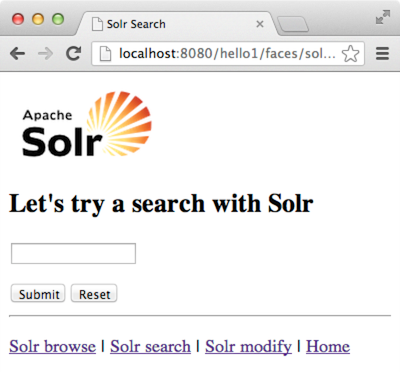 Solr Search
localhost:8080/hello1/faces/sol...
Apache
Solr
Let's try a search with Solr
Submit Reset
Solr browse | Solr search | Solr modify | Home